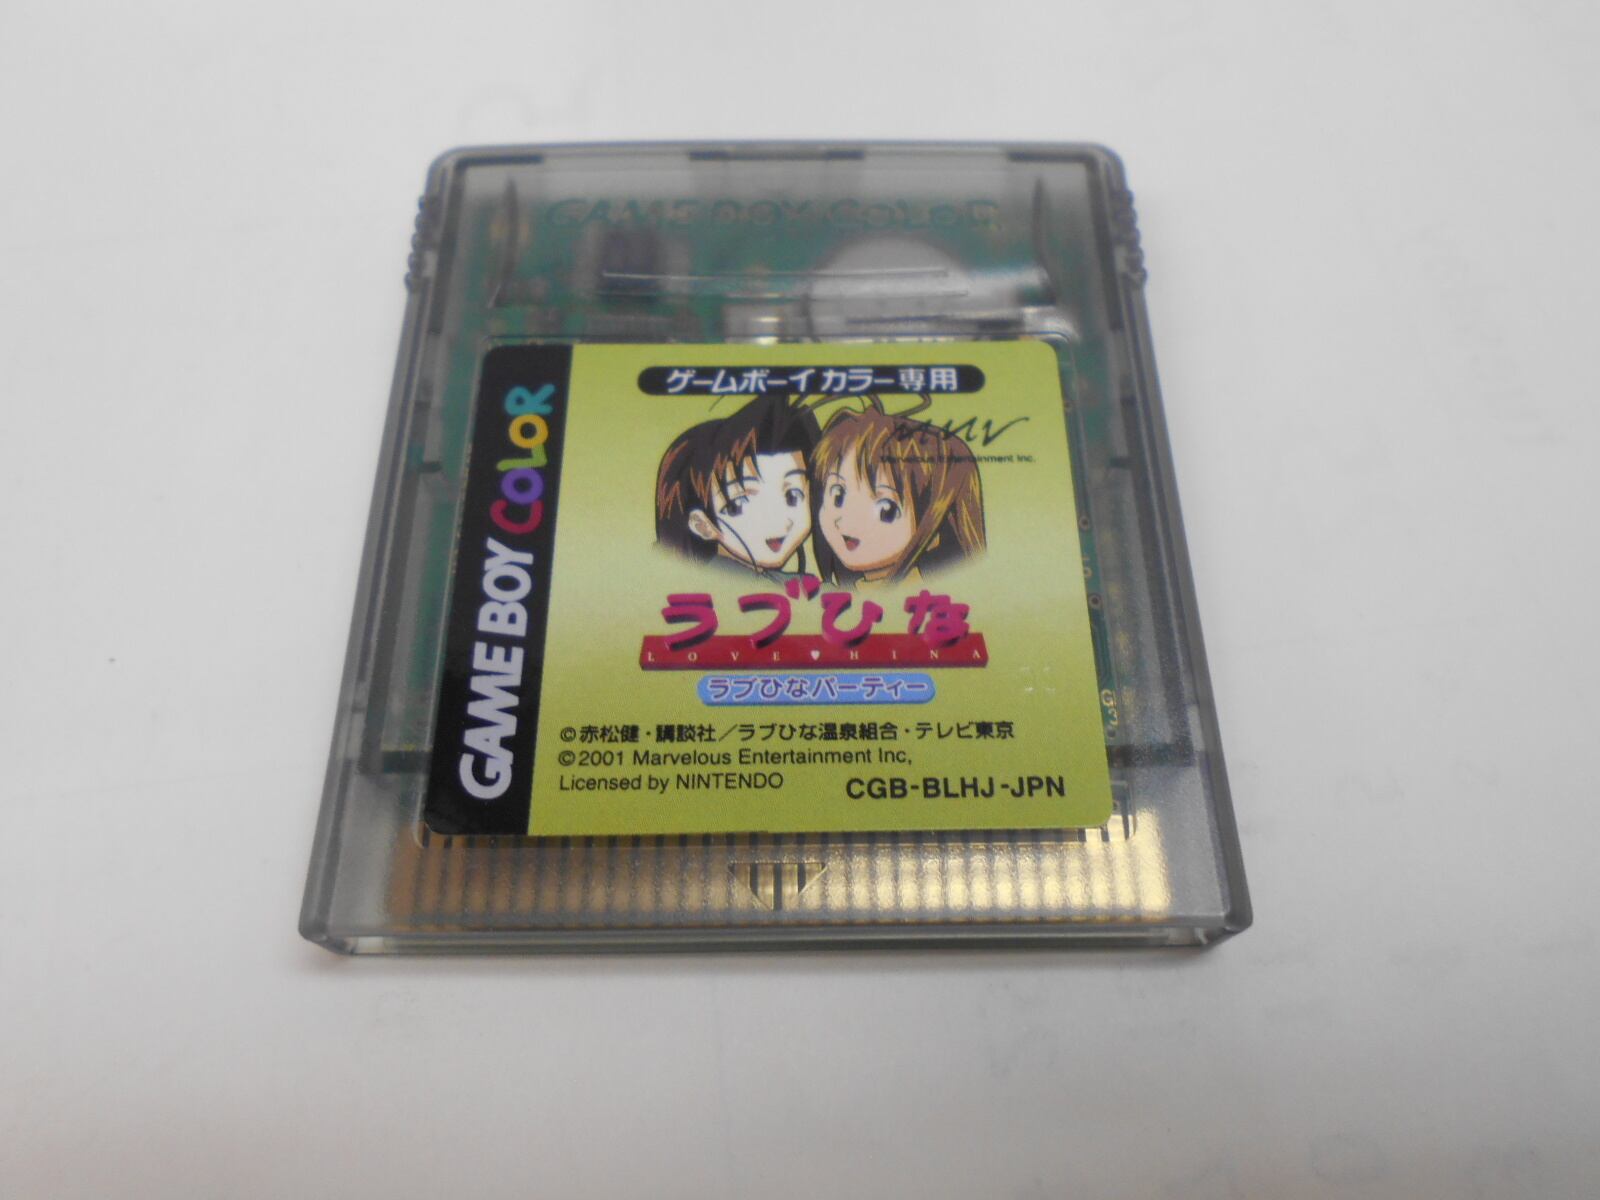 GAME BOY COLOR
GAME BOY COLOR
ゲームボーイカラー専用
Marvelous Entertainment Inc.
ラブひな
LOVE♥HINA
ラブひなパーティー
©赤松健・講談社／ラブひな温泉組合・テレビ東京
©2001 Marvelous Entertainment Inc,
Licensed by NINTENDO
CGB-BLHJ-JPN